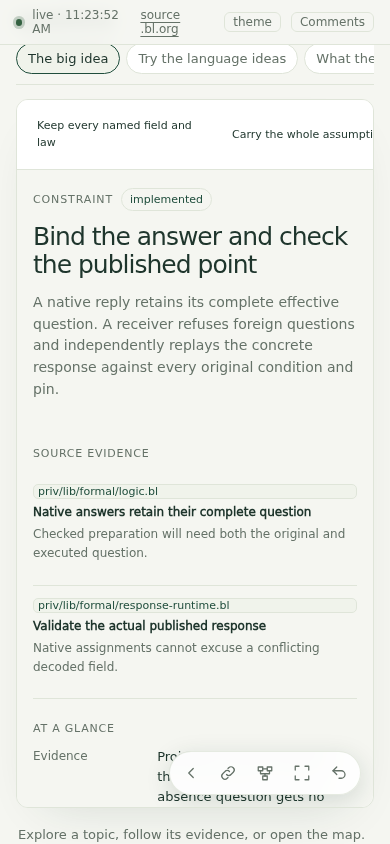 live · 11:23:52
AM
source
.bl.org
theme
Comments
The big idea
Try the language ideas
What the
Keep every named field and
law
Carry the whole assumpti
CONSTRAINT
implemented
Bind the answer and check
the published point
A native reply retains its complete effective
question. A receiver refuses foreign questions
and independently replays the concrete
response against every original condition and
pin.
SOURCE EVIDENCE
priv/lib/formal/logic.bl
Native answers retain their complete question
Checked preparation will need both the original and
executed question.
priv/lib/formal/response-runtime.bl
Validate the actual published response
Native assignments cannot excuse a conflicting
decoded field.
AT A GLANCE
Evidence
absence question gets no
Explore a topic, follow its evidence, or open the map.